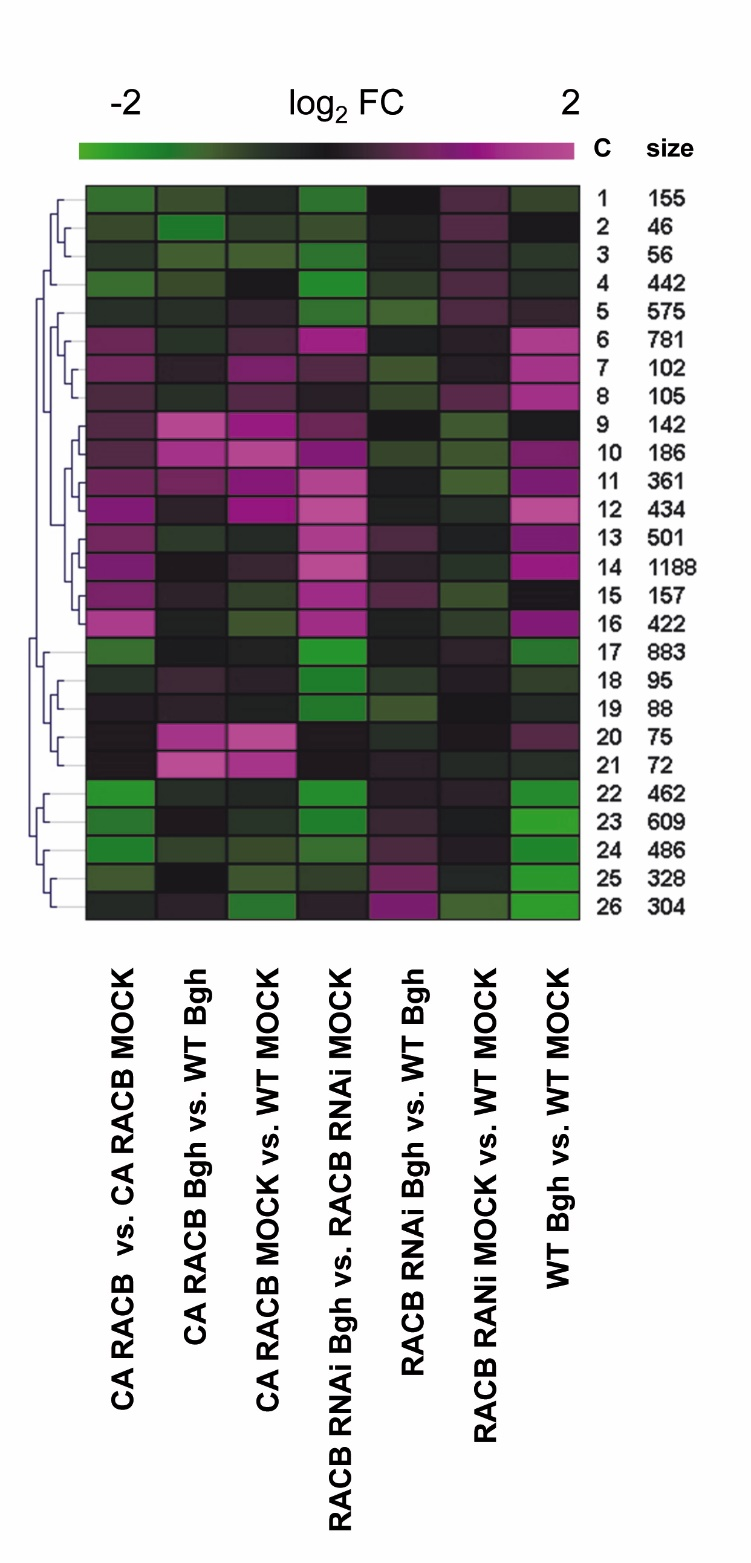 -2 log2 FC 2
C size
1 155
2 46
3 56
4 442
5 575
6 781
7 102
8 105
9 142
10 186
11 361
12 434
13 501
14 1188
15 157
16 422
17 883
18 95
19 88
20 75
21 72
22 462
23 609
24 486
25 328
26 304
CA RACB vs. CA RACB MOCK
CA RACB Bgh vs. WT Bgh
CA RACB MOCK vs. WT MOCK
RACB RNAi Bgh vs. RACB RNAi MOCK
RACB RNAi Bgh vs. WT Bgh
RACB RANi MOCK vs. WT MOCK
WT Bgh vs. WT MOCK